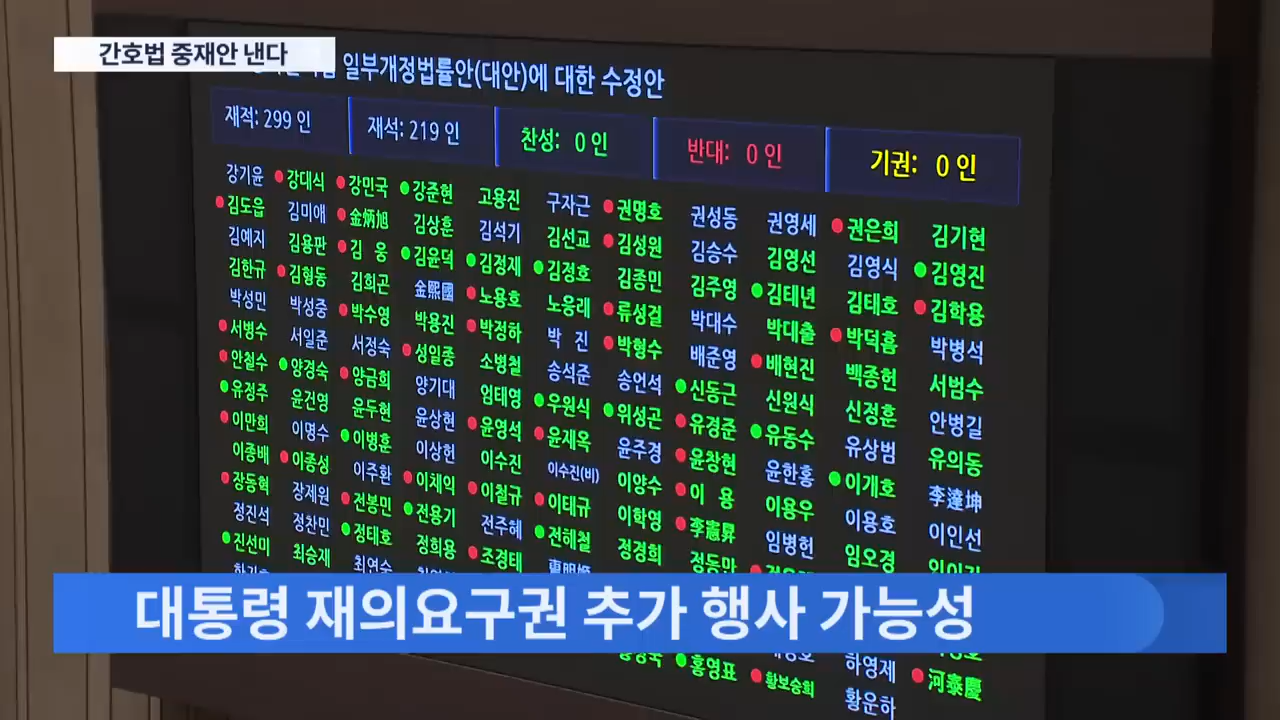 간호법 중재안 낸다
일부개정법률안(대안)에 대한 수정안
재적: 299 인 재석: 219 인 찬성: 0 인 반대: 0 인 기권: 0 인
강기윤 강대식 강민국 강준현 고용진 구자근 권명호 권성동 권영세 권은희 김기현
김도읍 김미애 金炳旭 김상훈 김석기 김선교 김성원 김승수 김영선 김영식 김영진
김예지 김용판 김 웅 김윤덕 김정재 김정호 김종민 김주영 김태년 김태호 김학용
김한규 김형동 김희곤 金熙國 노용호 노웅래 류성걸 박대수 박대출 박덕흠 박병석
박성민 박성중 박수영 박용진 박정하 박 진 박형수 배준영 배현진 백종헌 서범수
서병수 서일준 서정숙 성일종 소병철 송석준 송언석 신동근 신원식 신정훈 안병길
안철수 양경숙 양금희 양기대 엄태영 우원식 위성곤 유경준 유동수 유상범 유의동
유정주 윤건영 윤두현 윤상현 윤영석 윤재옥 윤주경 윤창현 윤한홍 이개호 李達坤
이만희 이명수 이병훈 이상헌 이수진 이수진(비) 이양수 이 용 이용우 이용호 이인선
이종배 이종성 이주환 이채익 이철규 이태규 이학영 李憲昇 임병헌 임오경
장동혁 장제원 전봉민 전용기 전주혜 전해철 정경희 정동만
정진석 정찬민 정태호 정희용 조경태
진선미 최승재 최연숙
대통령 재의요구권 추가 행사 가능성
홍영표 황보승희 하영제 河泰慶
황운하